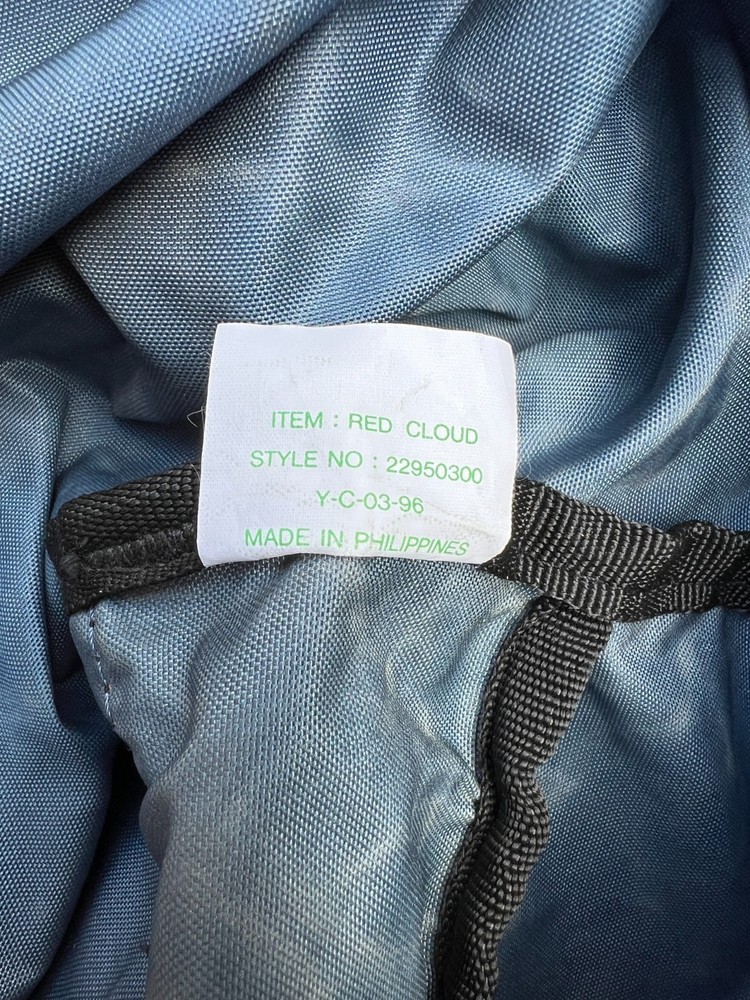 ITEM : RED CLOUD
STYLE NO : 22950300
Y-C-03-96
MADE IN PHILIPPINES